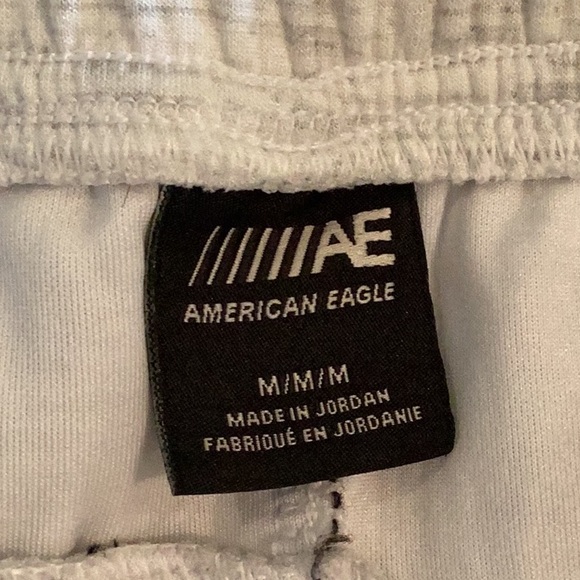 AE
AMERICAN EAGLE
M/M/M
MADE IN JORDAN
FABRIQUÉ EN JORDANIE